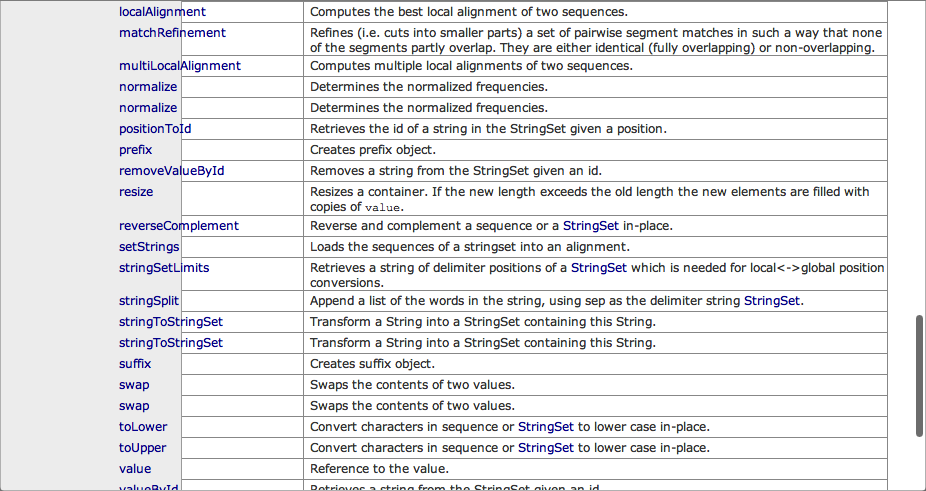 localAlignment Computes the best local alignment of two sequences.
matchRefinement Refines (i.e. cuts into smaller parts) a set of pairwise segment matches in such a way that none
of the segments partly overlap. They are either identical (fully overlapping) or non-overlapping.
multiLocalAlignment Computes multiple local alignments of two sequences.
normalize Determines the normalized frequencies.
normalize Determines the normalized frequencies.
positionToId Retrieves the id of a string in the StringSet given a position.
prefix Creates prefix object.
removeValueById Removes a string from the StringSet given an id.
resize Resizes a container. If the new length exceeds the old length the new elements are filled with
copies of value.
reverseComplement Reverse and complement a sequence or a StringSet in-place.
setStrings Loads the sequences of a stringset into an alignment.
stringSetLimits Retrieves a string of delimiter positions of a StringSet which is needed for local<->global position
conversions.
stringSplit Append a list of the words in the string, using sep as the delimiter string StringSet.
stringToStringSet Transform a String into a StringSet containing this String.
stringToStringSet Transform a String into a StringSet containing this String.
suffix Creates suffix object.
swap Swaps the contents of two values.
swap Swaps the contents of two values.
toLower Convert characters in sequence or StringSet to lower case in-place.
toUpper Convert characters in sequence or StringSet to lower case in-place.
value Reference to the value.
valueById Retrieves a string from the StringSet given an id.